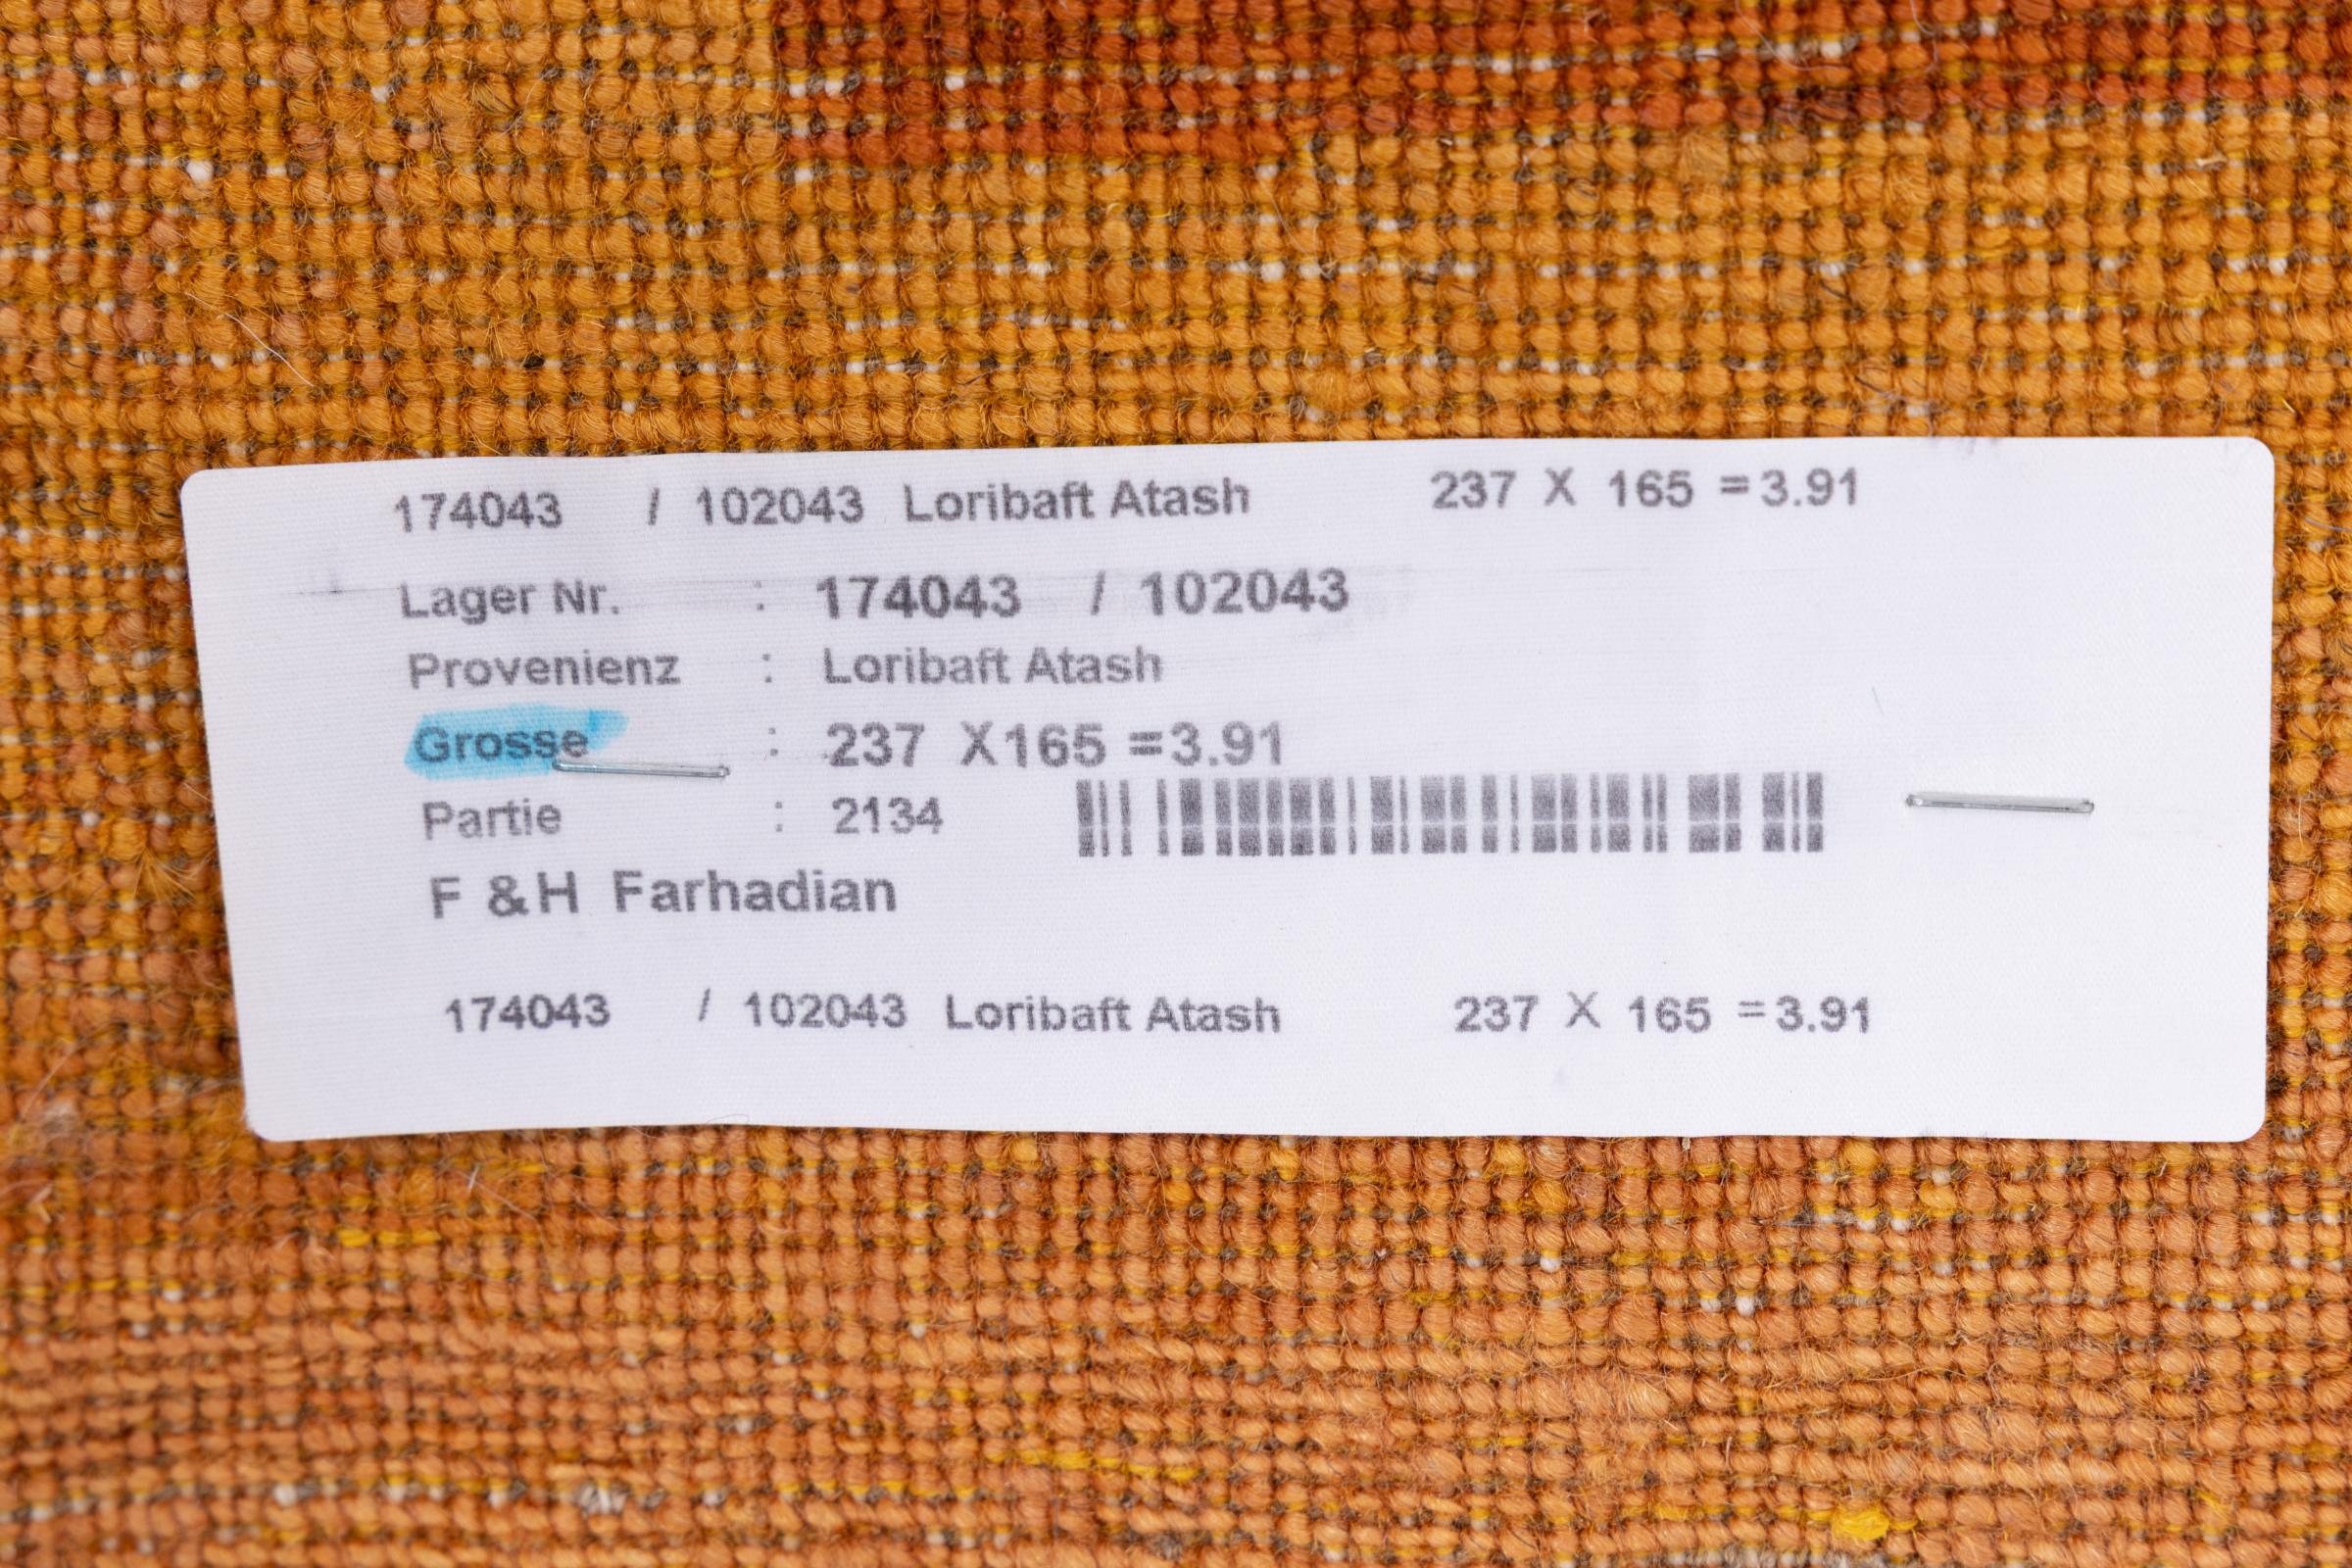 174043 / 102043 Loribaft Atash 237 X 165 =3.91
Lager Nr. : 174043 / 102043
Provenienz : Loribaft Atash
Grosse : 237 X165 =3.91
Partie : 2134
F &H Farhadian
174043 / 102043 Loribaft Atash 237 X 165 =3.91